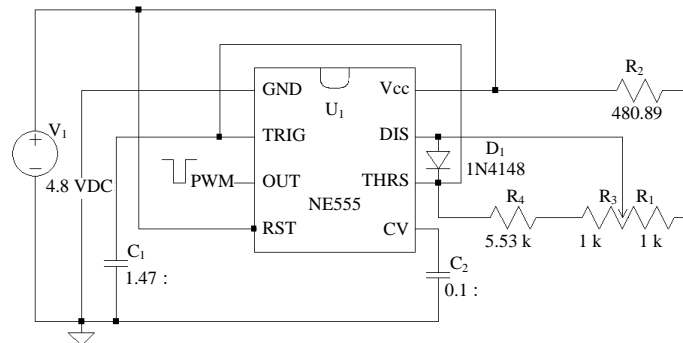 GND
Vcc
U1
TRIG
DIS
OUT
THRS
NE555
RST
CV
V1
4.8 VDC
PWM
D1
1N4148
R2
480.89
R4
5.53 k
R3
1 k
R1
1 k
C1
1.47 :
C2
0.1 :